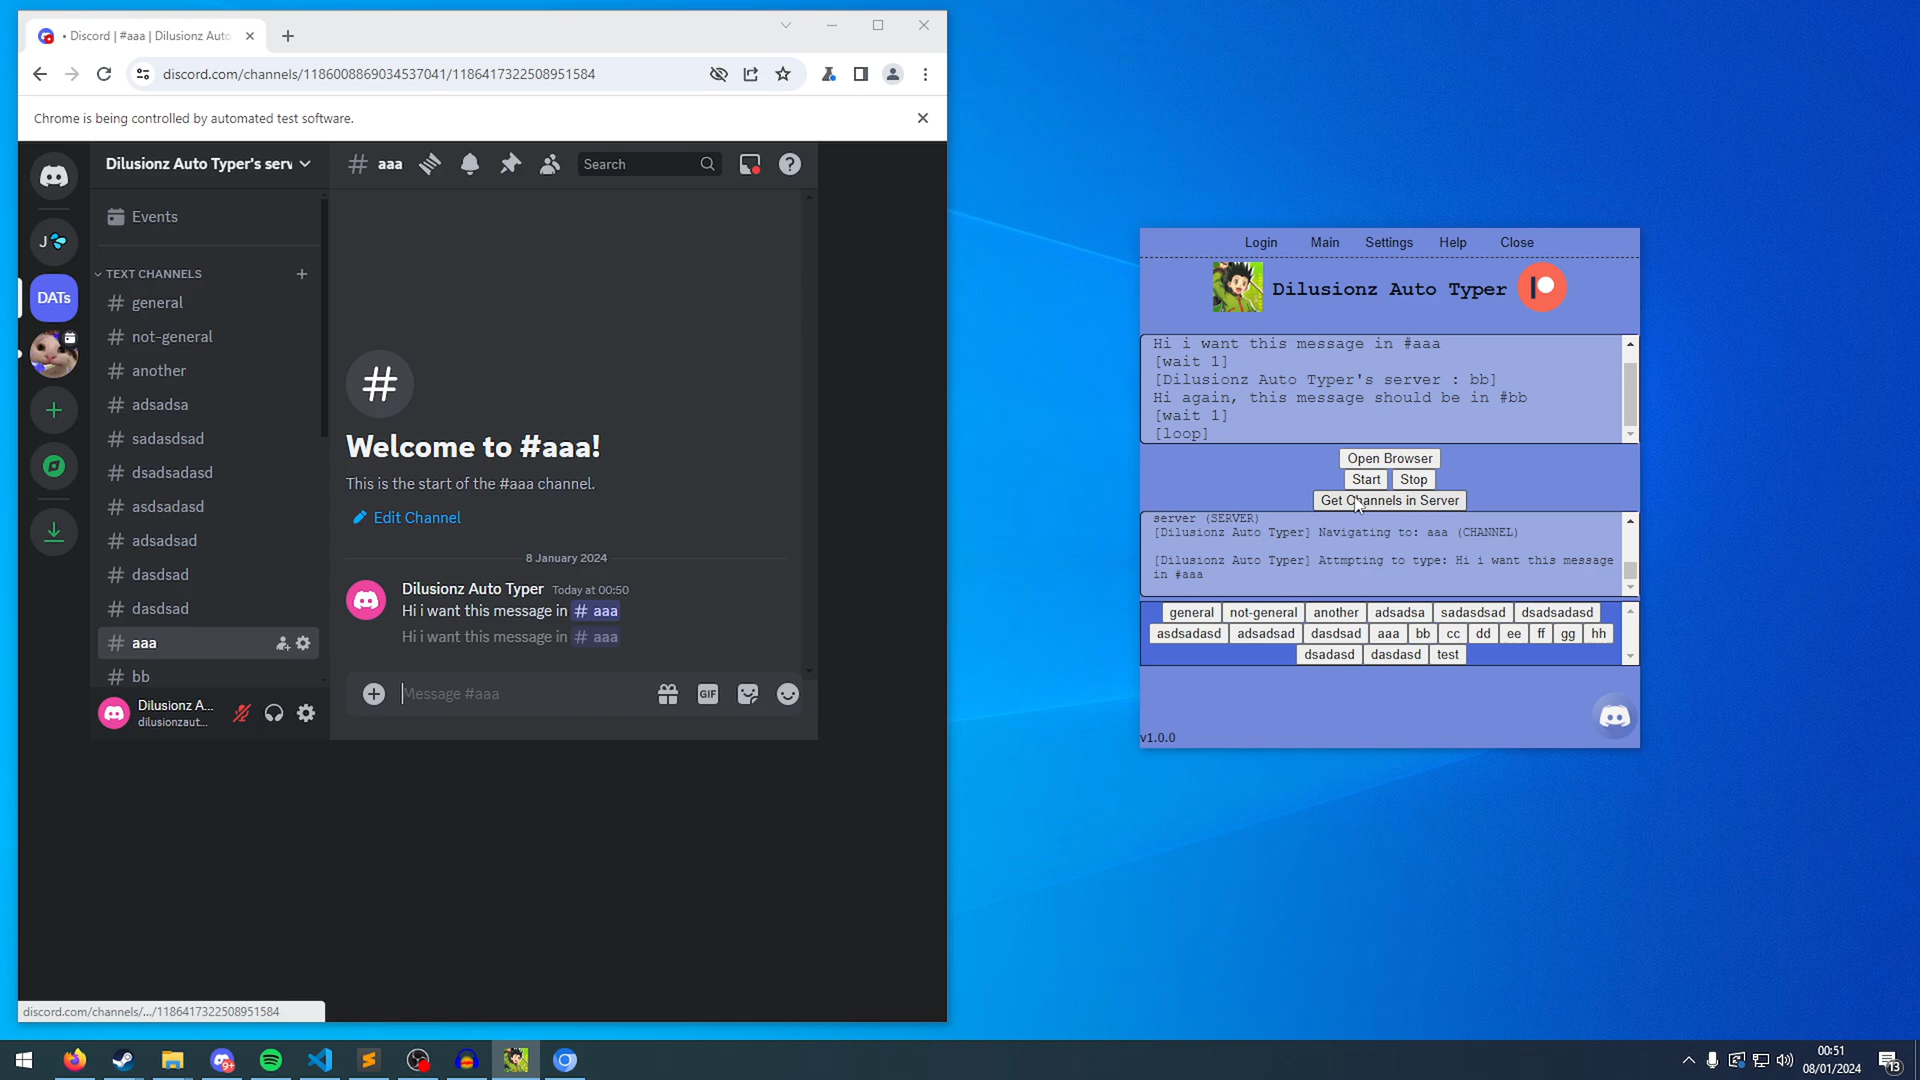 • Discord | #aaa | Dilusionz Auto
discord.com/channels/1186008869034537041/1186417322508951584
Chrome is being controlled by automated test software.
Dilusionz Auto Typer's serv
# aaa
Search
J
DATs
Events
TEXT CHANNELS
# general
# not-general
# another
# adsadsa
# sadasdsad
# dsadsadasd
# asdsadasd
# adsadsad
# dasdsad
# dasdsad
# aaa
# bb
Dilusionz A...
dilusionzaut...
#
Welcome to #aaa!
This is the start of the #aaa channel.
Edit Channel
8 January 2024
Dilusionz Auto Typer Today at 00:50
Hi i want this message in # aaa
Hi i want this message in # aaa
Message #aaa
GIF
discord.com/channels/.../1186417322508951584
Login Main Settings Help Close
Dilusionz Auto Typer
Hi i want this message in #aaa
[wait 1]
[Dilusionz Auto Typer's server : bb]
Hi again, this message should be in #bb
[wait 1]
[loop]
Open Browser
Start Stop
Get Channels in Server
server (SERVER)
[Dilusionz Auto Typer] Navigating to: aaa (CHANNEL)
[Dilusionz Auto Typer] Attmpting to type: Hi i want this message
in #aaa
general not-general another adsadsa sadasdsad dsadsadasd
asdsadasd adsadsad dasdsad aaa bb cc dd ee ff gg hh
dsadasd dasdasd test
v1.0.0
9+
00:51
08/01/2024
13